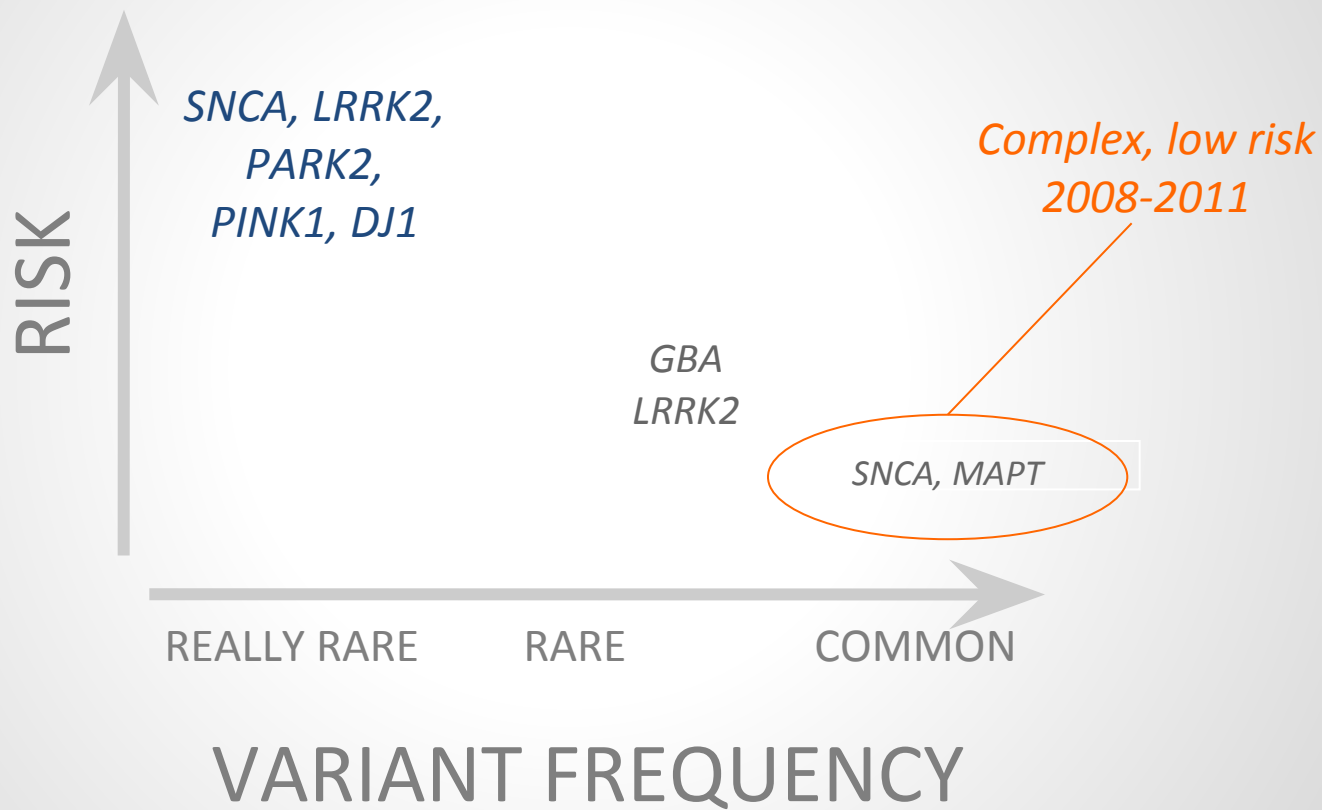 RISK
SNCA, LRRK2,
PARK2,
PINK1, DJ1
Complex, low risk
2008-2011
GBA
LRRK2
SNCA, MAPT
REALLY RARE
RARE
COMMON
VARIANT FREQUENCY